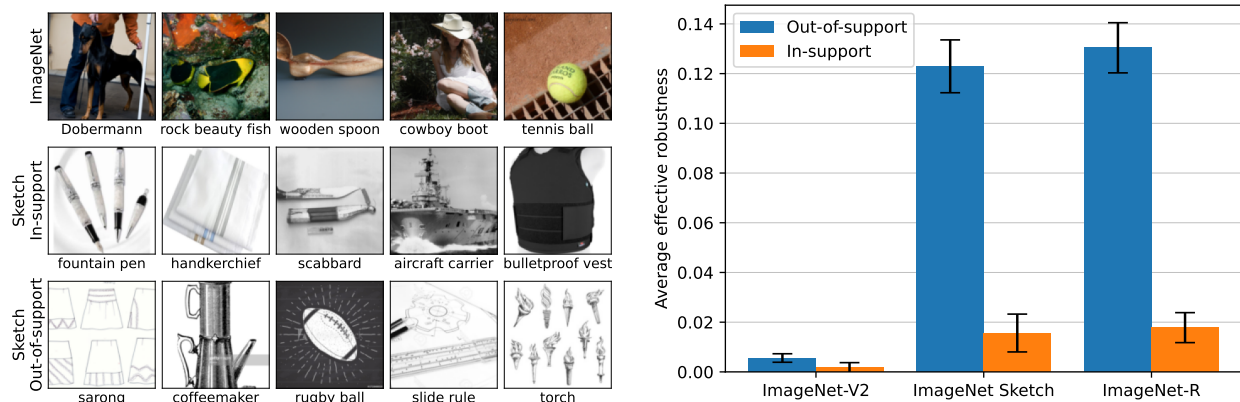 ImageNet
Dobermann
rock beauty fish
wooden spoon
cowboy boot
tennis ball
Sketch
In-support
fountain pen
handkerchief
scabbard
aircraft carrier
bulletproof vest
Sketch
Out-of-support
sarong
coffeemaker
rugby ball
slide rule
torch
Average effective robustness
0.14
0.12
0.10
0.08
0.06
0.04
0.02
0.00
Out-of-support
In-support
ImageNet-V2
ImageNet Sketch
ImageNet-R